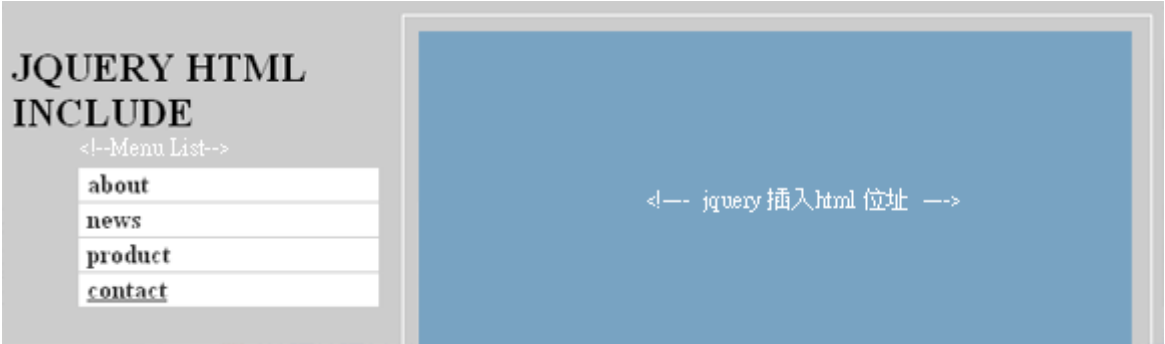 JQUERY HTML
INCLUDE
<!--Menu List-->
about
news
product
contact
<!—- jquery 插入html 位址 —->